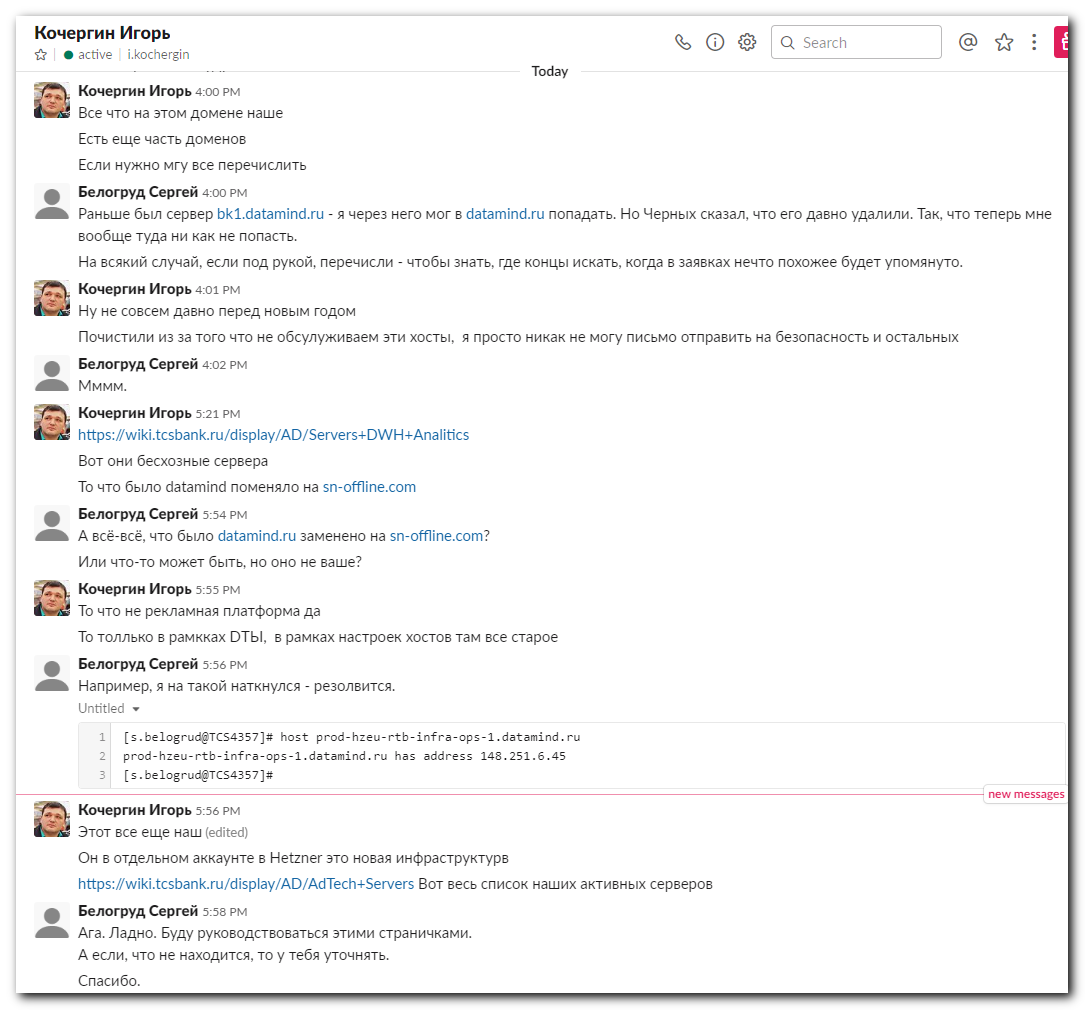 Кочергин Игорь
active i.kochergin
Search
Today
Кочергин Игорь 4:00 PM
Все что на этом домене наше
Есть еще часть доменов
Если нужно мгу все перечислить
Белогруд Сергей 4:00 PM
Раньше был сервер bk1.datamind.ru - я через него мог в datamind.ru попадать. Но Черных сказал, что его давно удалили. Так, что теперь мне
вообще туда ни как не попасть.
На всякий случай, если под рукой, перечисли - чтобы знать, где концы искать, когда в заявках нечто похожее будет упомянуто.
Кочергин Игорь 4:01 PM
Ну не совсем давно перед новым годом
Почистили из за того что не обсулуживаем эти хосты, я просто никак не могу письмо отправить на безопасность и остальных
Белогруд Сергей 4:02 PM
Мммм.
Кочергин Игорь 5:21 PM
https://wiki.tcsbank.ru/display/AD/Servers+DWH+Analitics
Вот они бесхозные сервера
То что было datamind поменяло на sn-offline.com
Белогруд Сергей 5:54 PM
А всё-всё, что было datamind.ru заменено на sn-offline.com?
Или что-то может быть, но оно не ваше?
Кочергин Игорь 5:55 PM
То что не рекламная платформа да
То толлько в рамкках DТЫ, в рамках настроек хостов там все старое
Белогруд Сергей 5:56 PM
Например, я на такой наткнулся - резолвится.
Untitled
1 [s.belogrud@TCS4357]# host prod-hzeu-rtb-infra-ops-1.datamind.ru
2 prod-hzeu-rtb-infra-ops-1.datamind.ru has address 148.251.6.45
3 [s.belogrud@TCS4357]#
new messages
Кочергин Игорь 5:56 PM
Этот все еще наш (edited)
Он в отдельном аккаунте в Hetzner это новая инфраструктурв
https://wiki.tcsbank.ru/display/AD/AdTech+Servers Вот весь список наших активных серверов
Белогруд Сергей 5:58 PM
Ага. Ладно. Буду руководствоваться этими страничками.
А если, что не находится, то у тебя уточнять.
Спасибо.